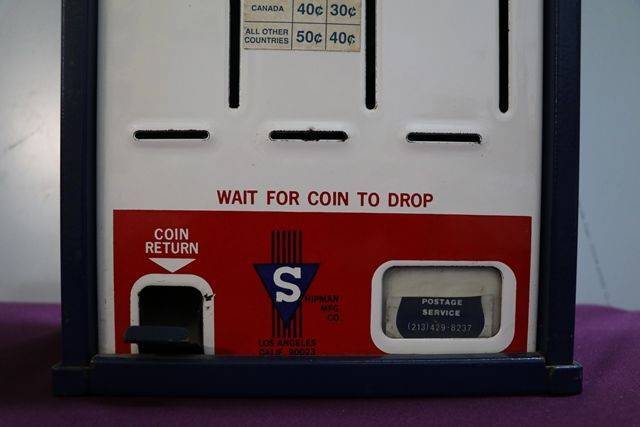 CANADA 40¢ 30¢
ALL OTHER
COUNTRIES 50¢ 40¢
WAIT FOR COIN TO DROP
COIN
RETURN
SHIPMAN
MFG.
CO.
LOS ANGELES
CALIF. 90023
POSTAGE
SERVICE
(213) 429-8237